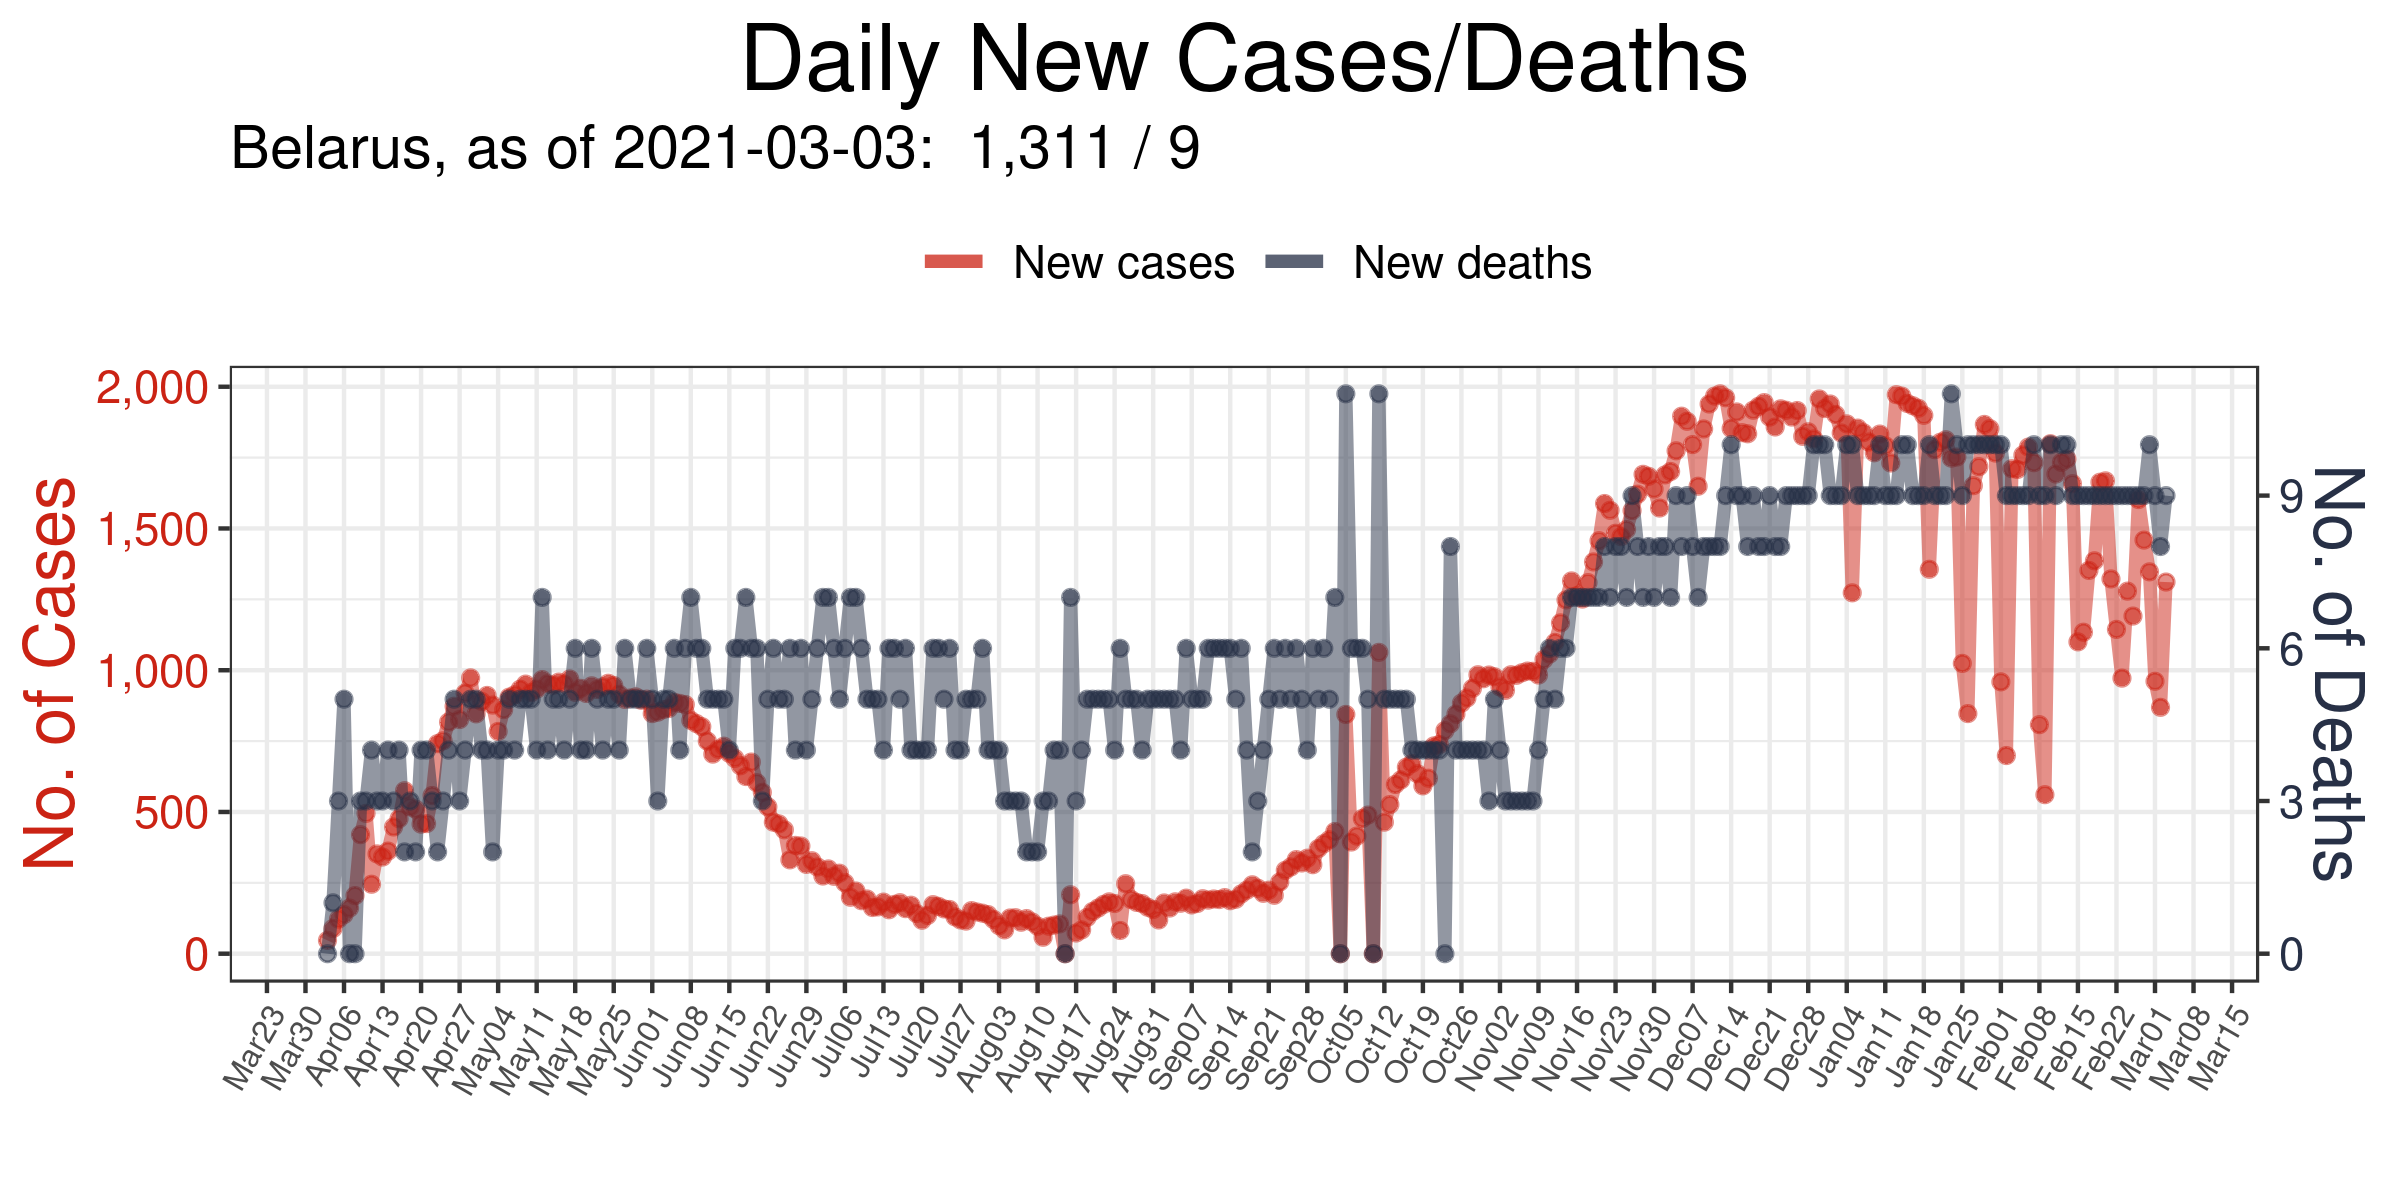 Daily New Cases/Deaths
Belarus, as of 2021-03-03:  1,311 / 9
New cases
New deaths
No. of Cases
2,000
1,500
1,000
500
0
No. of Deaths
9
6
3
0
Mar23
Mar30
Apr06
Apr13
Apr20
Apr27
May04
May11
May18
May25
Jun01
Jun08
Jun15
Jun22
Jun29
Jul06
Jul13
Jul20
Jul27
Aug03
Aug10
Aug17
Aug24
Aug31
Sep07
Sep14
Sep21
Sep28
Oct05
Oct12
Oct19
Oct26
Nov02
Nov09
Nov16
Nov23
Nov30
Dec07
Dec14
Dec21
Dec28
Jan04
Jan11
Jan18
Jan25
Feb01
Feb08
Feb15
Feb22
Mar01
Mar08
Mar15